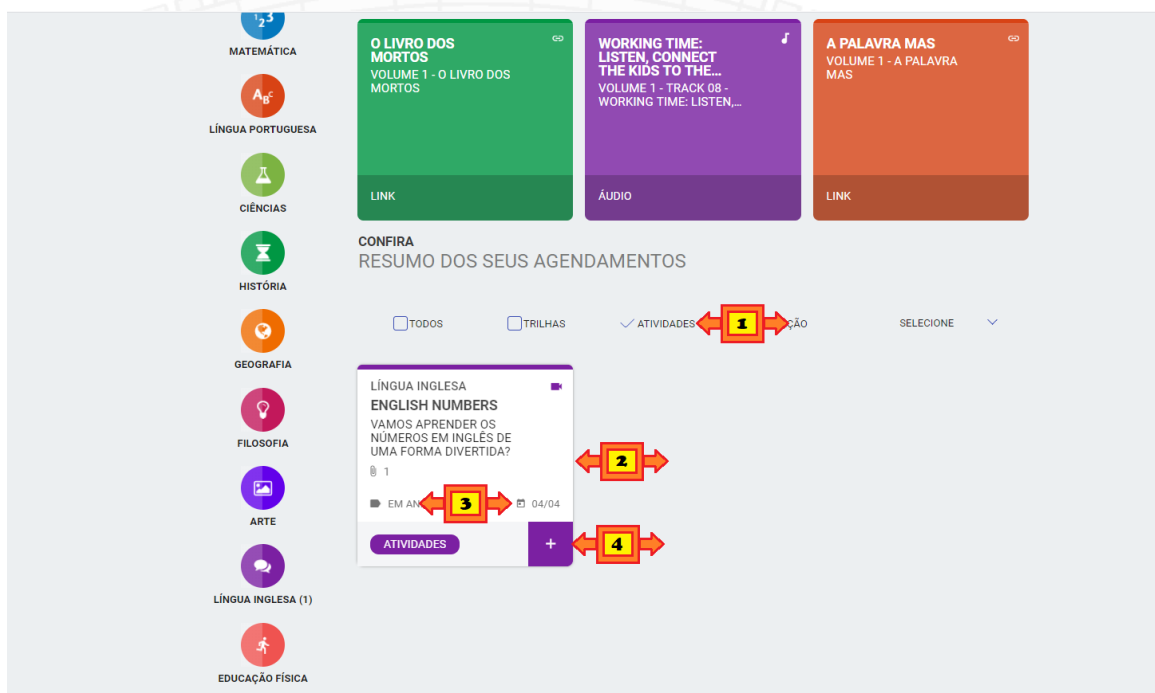 123
MATEMÁTICA
ABC
LÍNGUA PORTUGUESA
CIÊNCIAS
HISTÓRIA
GEOGRAFIA
FILOSOFIA
ARTE
LÍNGUA INGLESA (1)
EDUCAÇÃO FÍSICA
O LIVRO DOS
MORTOS
VOLUME 1 - O LIVRO DOS
MORTOS
LINK
WORKING TIME:
LISTEN, CONNECT
THE KIDS TO THE...
VOLUME 1 - TRACK 08 -
WORKING TIME: LISTEN,...
ÁUDIO
A PALAVRA MAS
VOLUME 1 - A PALAVRA
MAS
LINK
CONFIRA
RESUMO DOS SEUS AGENDAMENTOS
TODOS TRILHAS ATIVIDADES 1 ÇÃO SELECIONE
LÍNGUA INGLESA
ENGLISH NUMBERS
VAMOS APRENDER OS
NÚMEROS EM INGLÊS DE
UMA FORMA DIVERTIDA?
1
2
EM AN 3 04/04
ATIVIDADES + 4